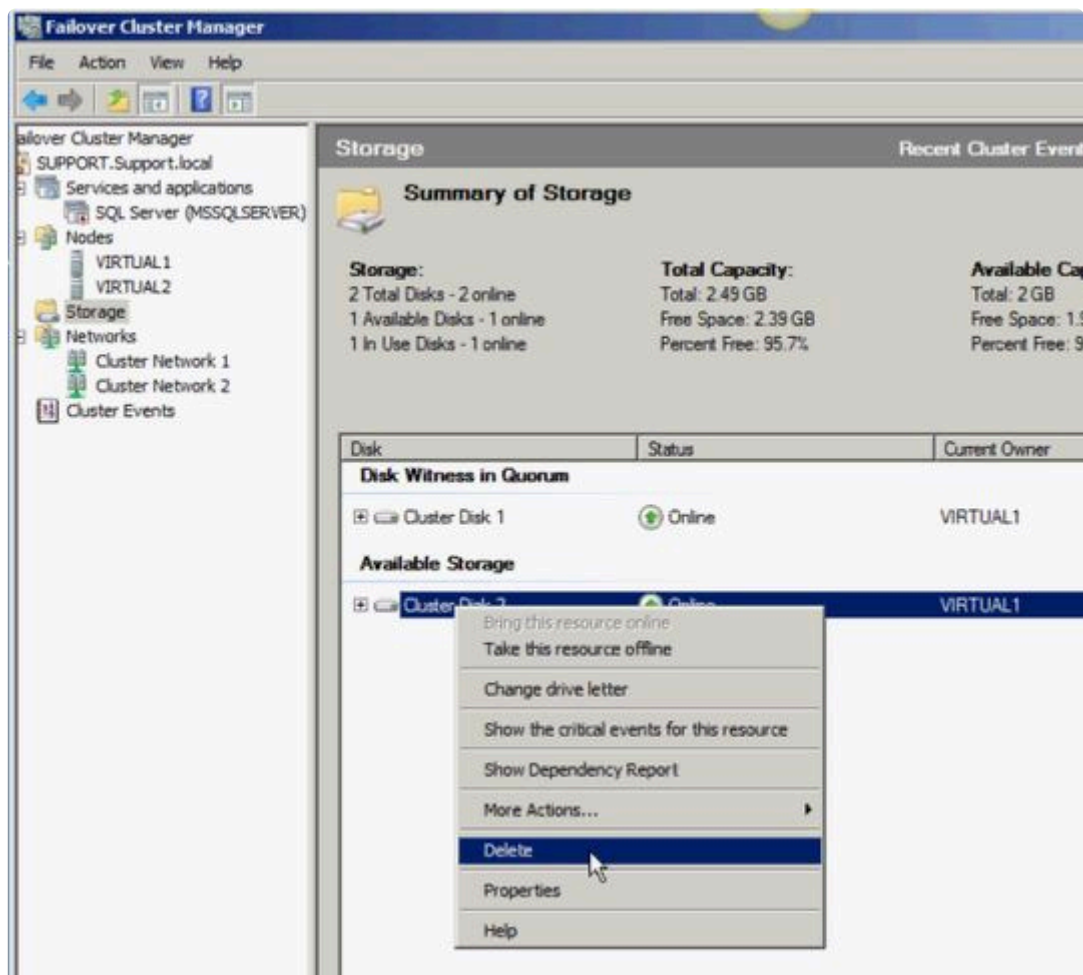 Failover Cluster Manager
File Action View Help
ailover Cluster Manager
SUPPORT.Support.local
Services and applications
SQL Server (MSSQLSERVER)
Nodes
VIRTUAL1
VIRTUAL2
Storage
Networks
Cluster Network 1
Cluster Network 2
Cluster Events
Storage Recent Cluster Event
Summary of Storage
Storage: Total Capacity: Available Ca
2 Total Disks - 2 online Total: 2.49 GB Total: 2 GB
1 Available Disks - 1 online Free Space: 2.39 GB Free Space: 1.
1 In Use Disks - 1 online Percent Free: 95.7% Percent Free: 9
Disk Status Current Owner
Disk Witness in Quorum
Cluster Disk 1 Online VIRTUAL1
Available Storage
Cluster Disk 2 Online VIRTUAL1
Bring this resource online
Take this resource offline
Change drive letter
Show the critical events for this resource
Show Dependency Report
More Actions...
Delete
Properties
Help